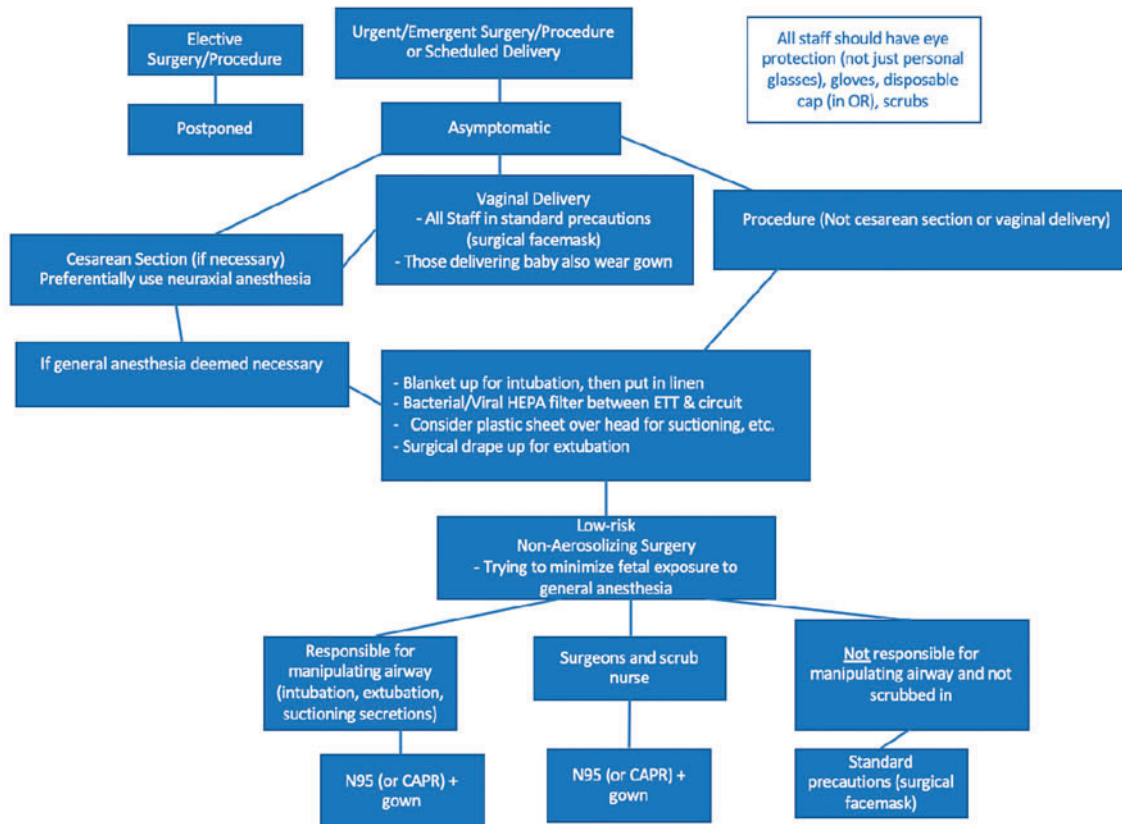 Elective
Surgery/Procedure
Postponed
Urgent/Emergent Surgery/Procedure
or Scheduled Delivery
All staff should have eye
protection (not just personal
glasses), gloves, disposable
cap (in OR), scrubs
Asymptomatic
Vaginal Delivery
- All Staff in standard precautions
(surgical facemask)
- Those delivering baby also wear gown
Procedure (Not cesarean section or vaginal delivery)
Cesarean Section (if necessary)
Preferentially use neuraxial anesthesia
If general anesthesia deemed necessary
- Blanket up for intubation, then put in linen
- Bacterial/Viral HEPA filter between ETT & circuit
- Consider plastic sheet over head for suctioning, etc.
- Surgical drape up for extubation
Low-risk
Non-Aerosolizing Surgery
- Trying to minimize fetal exposure to
general anesthesia
Responsible for
manipulating airway
(intubation, extubation,
suctioning secretions)
Surgeons and scrub
nurse
Not responsible for
manipulating airway and not
scrubbed in
N95 (or CAPR) +
gown
N95 (or CAPR) +
gown
Standard
precautions (surgical
facemask)